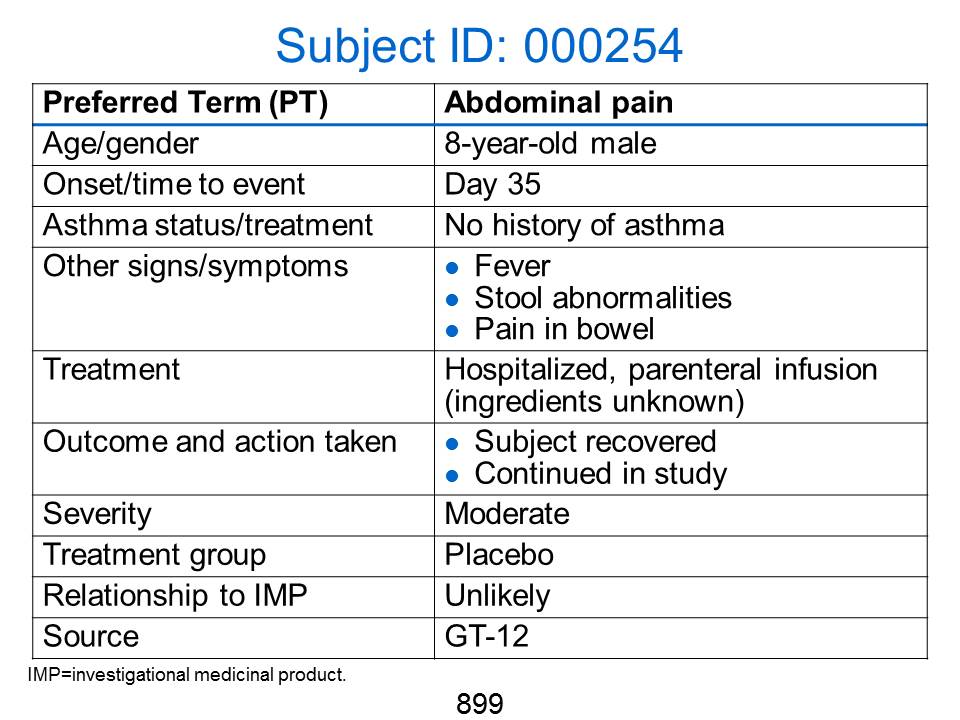 Subject ID: 000254
Preferred Term (PT) Abdominal pain
Age/gender 8-year-old male
Onset/time to event Day 35
Asthma status/treatment No history of asthma
Other signs/symptoms ● Fever
● Stool abnormalities
● Pain in bowel
Treatment Hospitalized, parenteral infusion
(ingredients unknown)
Outcome and action taken ● Subject recovered
● Continued in study
Severity Moderate
Treatment group Placebo
Relationship to IMP Unlikely
Source GT-12
IMP=investigational medicinal product.
899